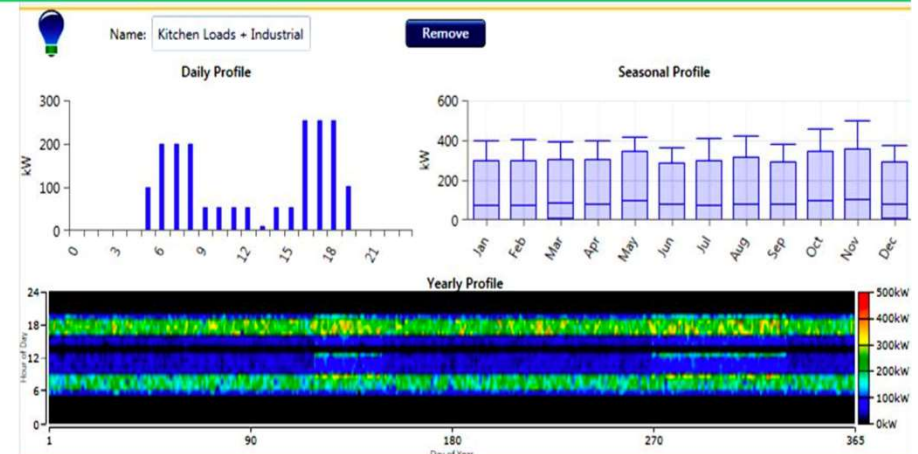 Name: Kitchen Loads + Industrial Remove
Daily Profile
300
200
100
0
kW
0 3 6 9 12 15 18 21
Seasonal Profile
600
400
200
0
kW
Jan Feb Mar Apr May Jun Jul Aug Sep Oct Nov Dec
Yearly Profile
24
18
12
6
0
Hour of Day
1 90 180 270 365
Day of Year
500kW
400kW
300kW
200kW
100kW
0kW